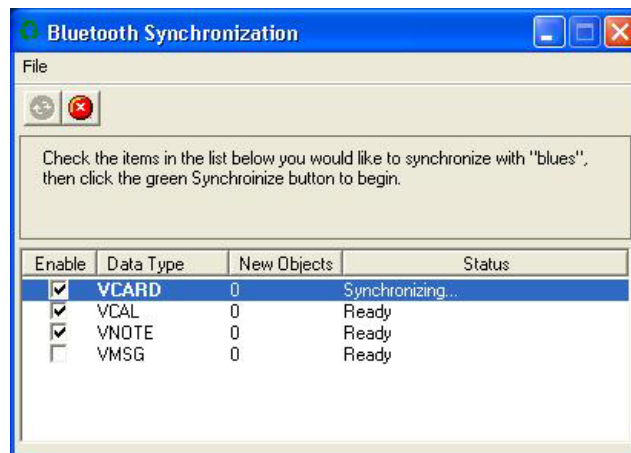 Bluetooth Synchronization
File
Check the items in the list below you would like to synchronize with "blues",
then click the green Synchroinize button to begin.
Enable Data Type New Objects Status
VCARD 0 Synchronizing...
VCAL 0 Ready
VNOTE 0 Ready
VMSG 0 Ready